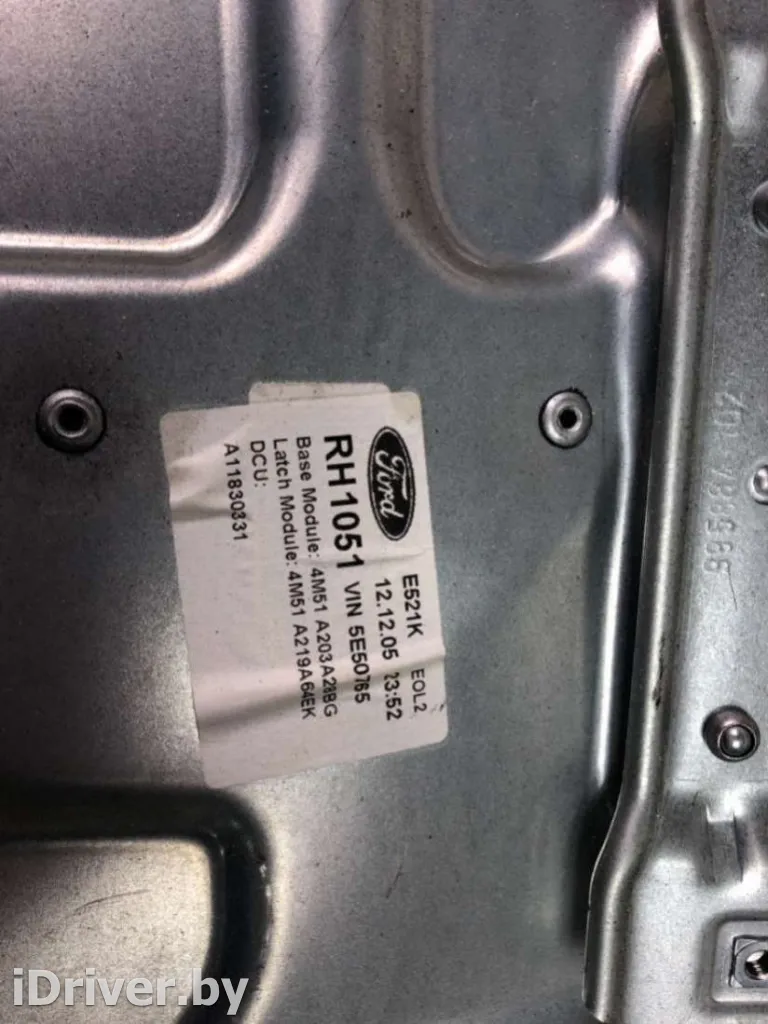 Ford
E521K EOL2
12.12.05 23:52
RH1051 VIN 5E50765
Base Module: 4M51 A203A28BG
Latch Module: 4M51 A219A64EK
DCU:
A11830331
iDriver.by